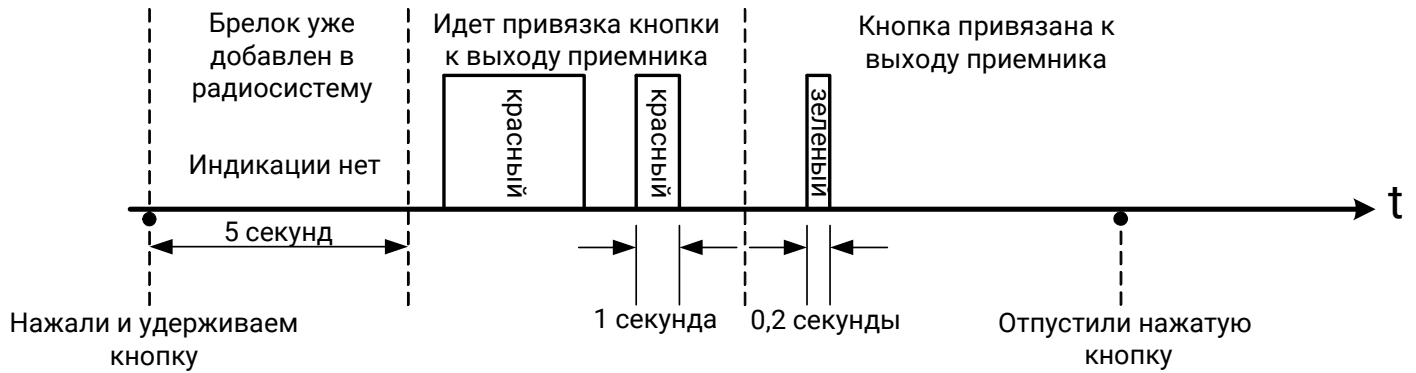 Брелок уже
добавлен в
радиосистему
Индикации нет
Идет привязка кнопки
к выходу приемника
красный
красный
Кнопка привязана к
выходу приемника
зеленый
t
5 секунд
1 секунда
0,2 секунды
Нажали и удерживаем
кнопку
Отпустили нажатую
кнопку